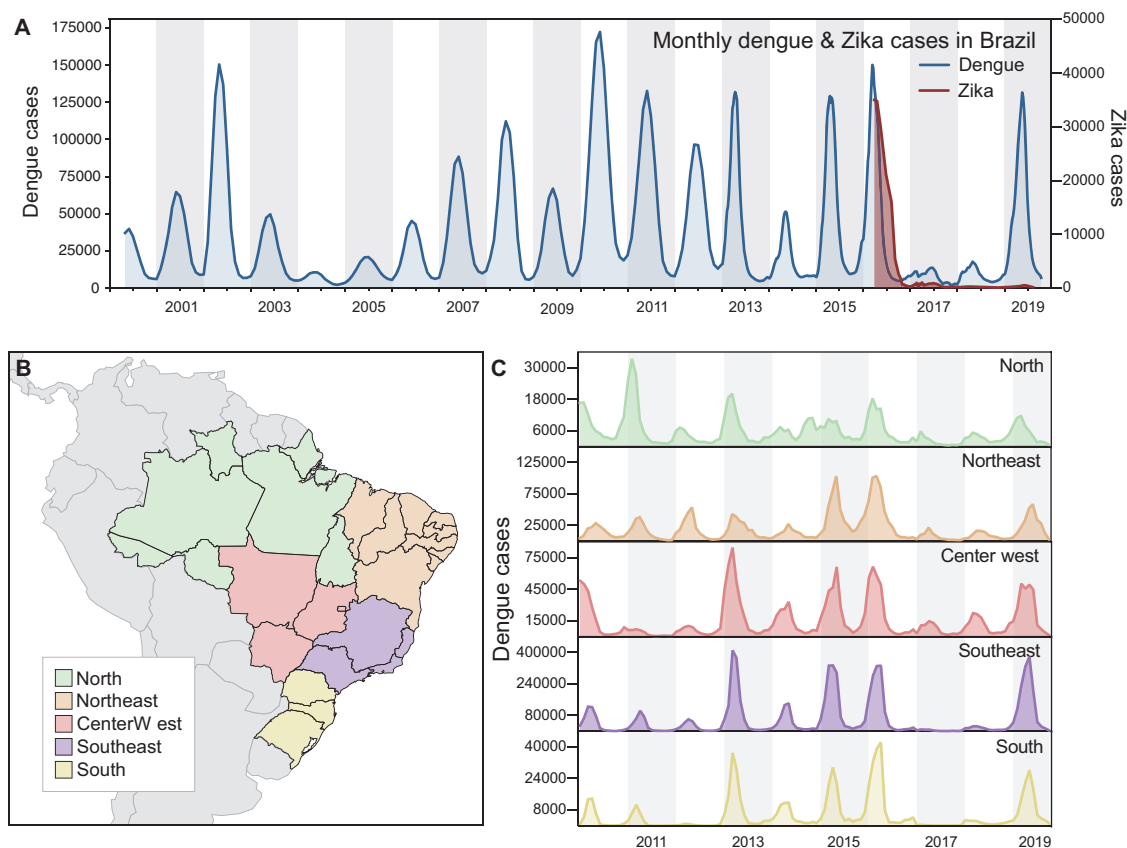 A
Monthly dengue & Zika cases in Brazil
Dengue
Zika
Dengue cases
175000
150000
125000
100000
75000
50000
25000
0
Zika cases
50000
40000
30000
20000
10000
0
2001
2003
2005
2007
2009
2011
2013
2015
2017
2019
B
North
Northeast
CenterW est
Southeast
South
C
Dengue cases
North
30000
18000
6000
Northeast
125000
75000
25000
Center west
75000
45000
15000
Southeast
400000
240000
80000
South
40000
24000
8000
2011
2013
2015
2017
2019